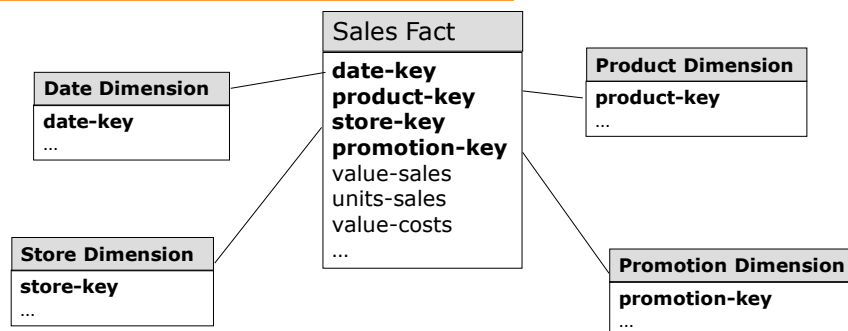 Sales Fact
date-key
product-key
store-key
promotion-key
value-sales
units-sales
value-costs
...
Date Dimension
date-key
...
Product Dimension
product-key
...
Store Dimension
store-key
...
Promotion Dimension
promotion-key
...